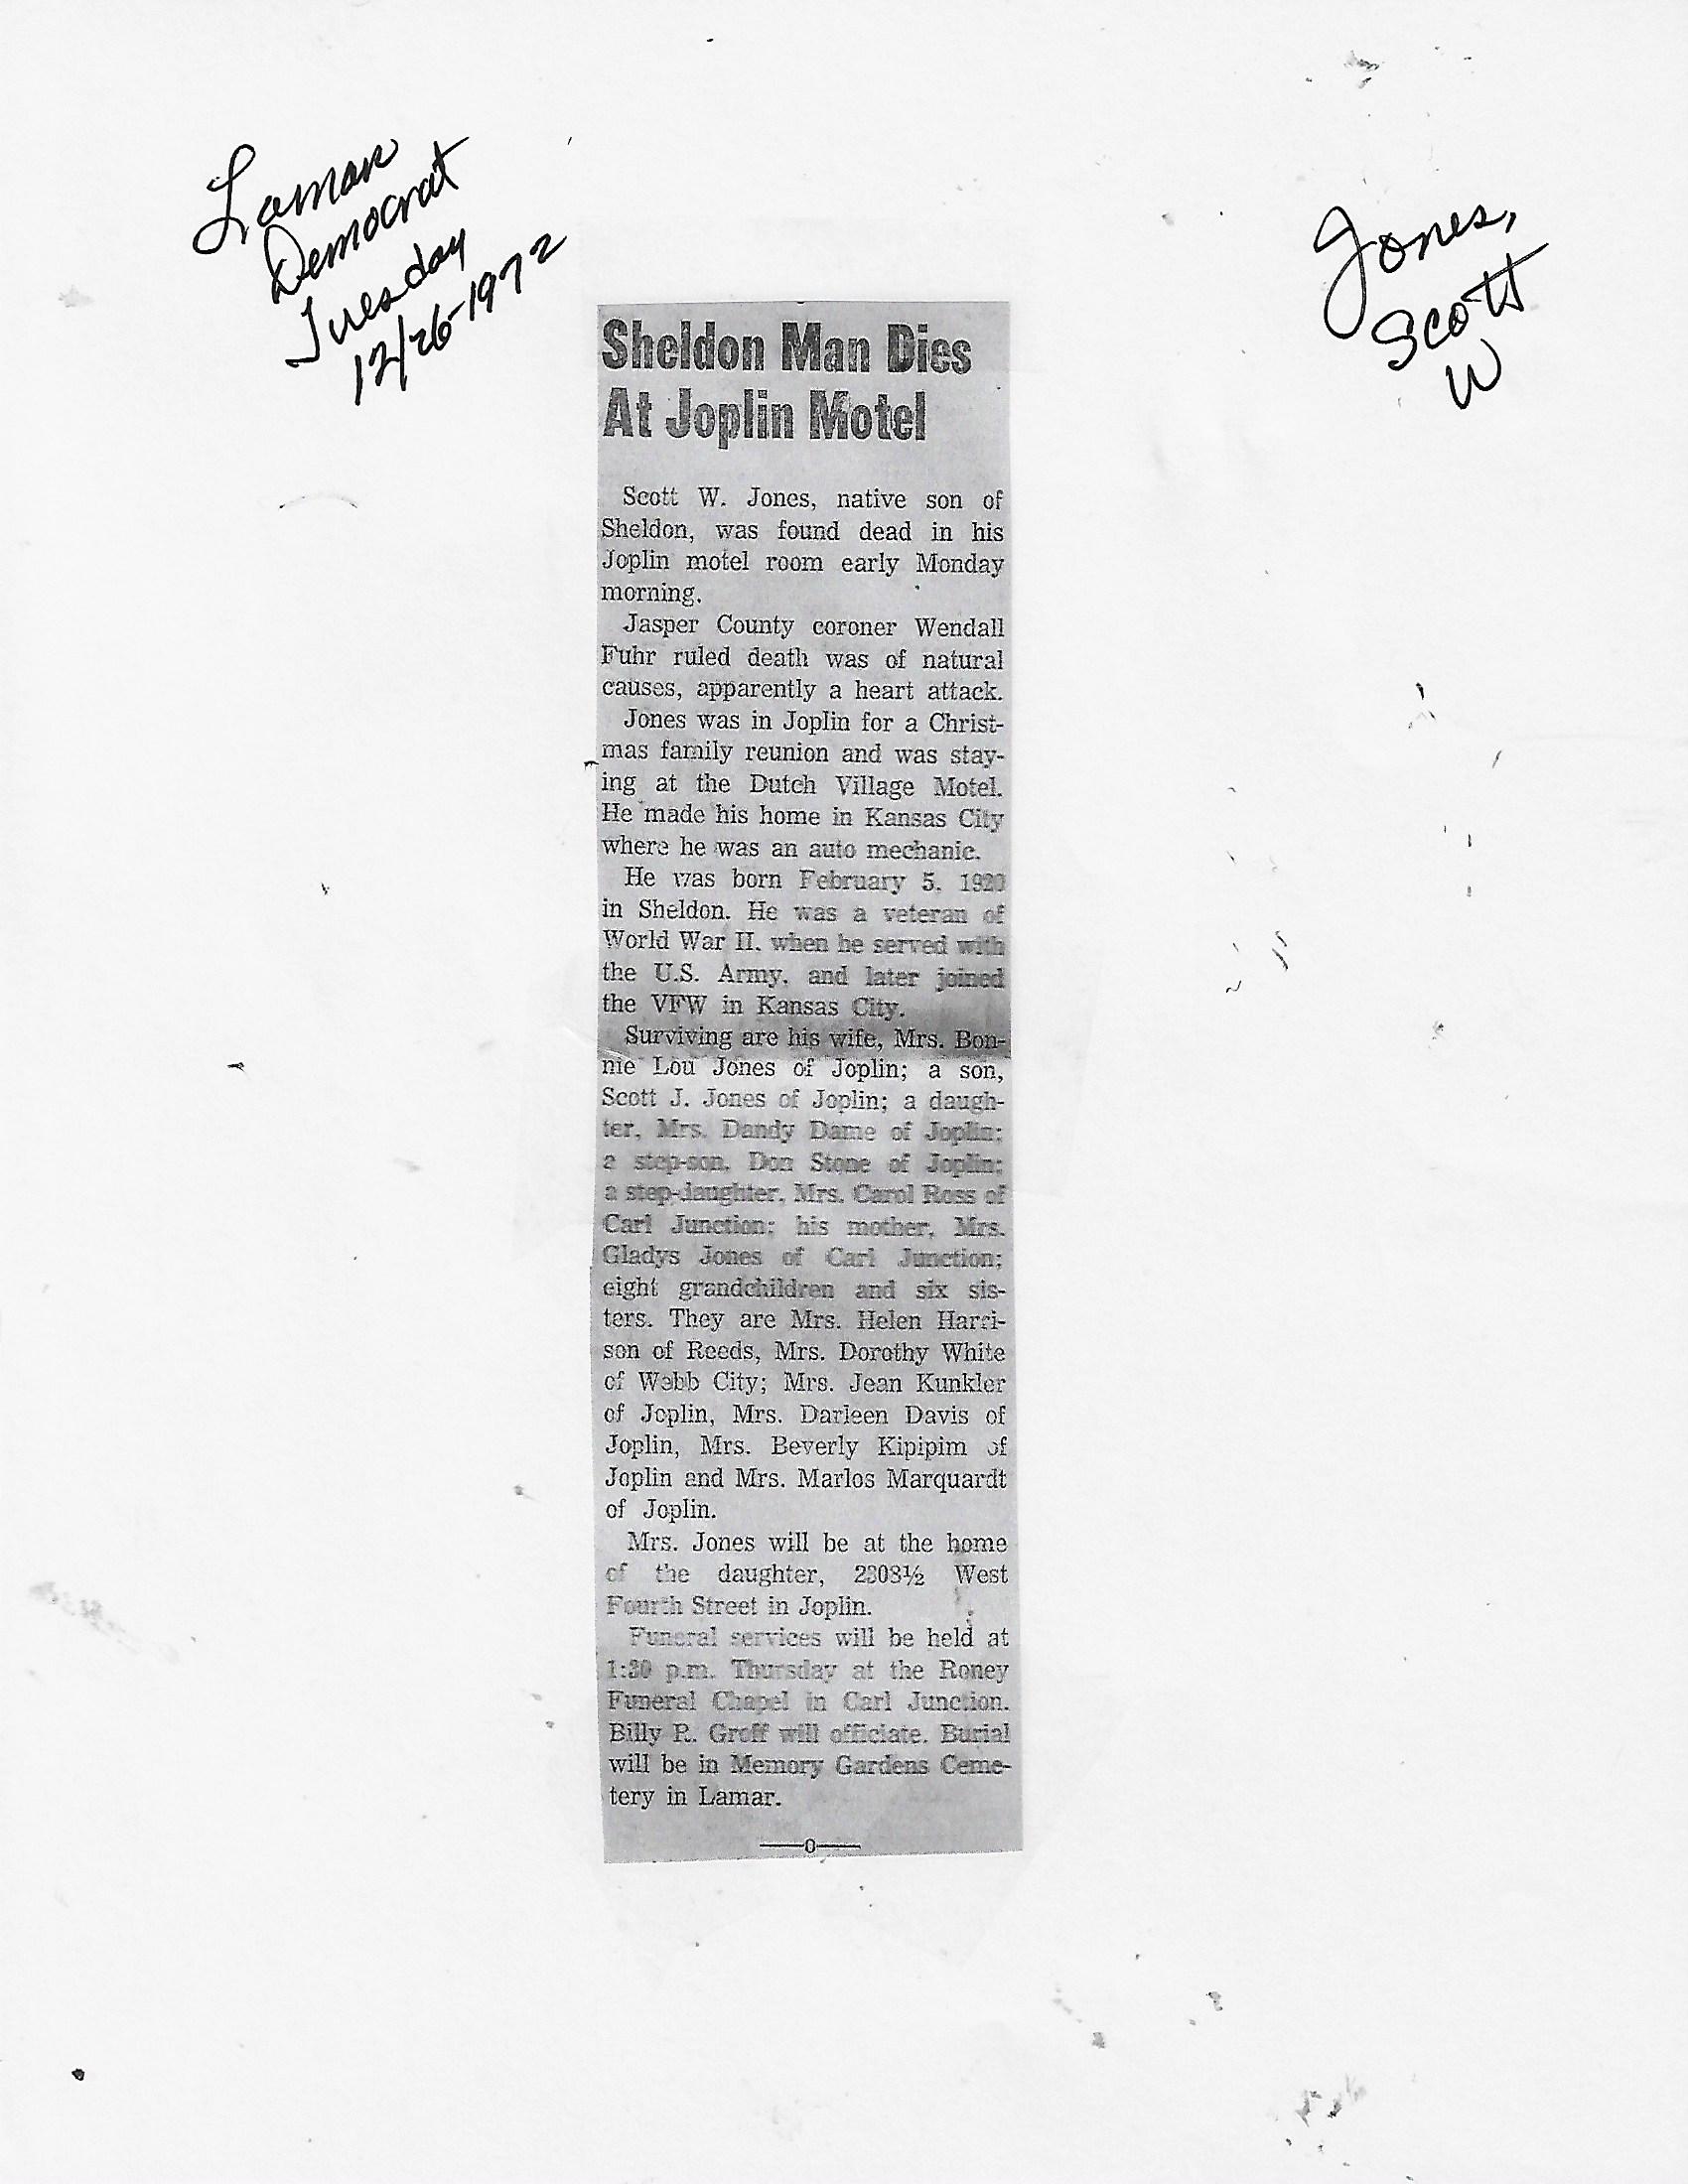 Lamar
Democrat
Tuesday
12/26-1972
Jones,
Scott
W
Sheldon Man Dies
At Joplin Motel
Scott W. Jones, native son of
Sheldon, was found dead in his
Joplin motel room early Monday
morning.
Jasper County coroner Wendall
Fuhr ruled death was of natural
causes, apparently a heart attack.
Jones was in Joplin for a Christ-
mas family reunion and was stay-
ing at the Dutch Village Motel.
He made his home in Kansas City
where he was an auto mechanic.
He was born February 5, 1920
in Sheldon. He was a veteran of
World War II, when he served with
the U.S. Army, and later joined
the VFW in Kansas City.
Surviving are his wife, Mrs. Bon-
nie Lou Jones of Joplin; a son,
Scott J. Jones of Joplin; a daugh-
ter, Mrs. Dandy Dame of Joplin;
a step-son, Don Stone of Joplin;
a step-daughter, Mrs. Carol Ross of
Carl Junction; his mother, Mrs.
Gladys Jones of Carl Junction;
eight grandchildren and six sis-
ters. They are Mrs. Helen Harri-
son of Reeds, Mrs. Dorothy White
of Webb City; Mrs. Jean Kunkler
of Joplin, Mrs. Darleen Davis of
Joplin, Mrs. Beverly Kipipim of
Joplin and Mrs. Marlos Marquardt
of Joplin.
Mrs. Jones will be at the home
of the daughter, 2308½ West
Fourth Street in Joplin.
Funeral services will be held at
1:30 p.m. Thursday at the Roney
Funeral Chapel in Carl Junction.
Billy R. Groff will officiate. Burial
will be in Memory Gardens Ceme-
tery in Lamar.
——0——